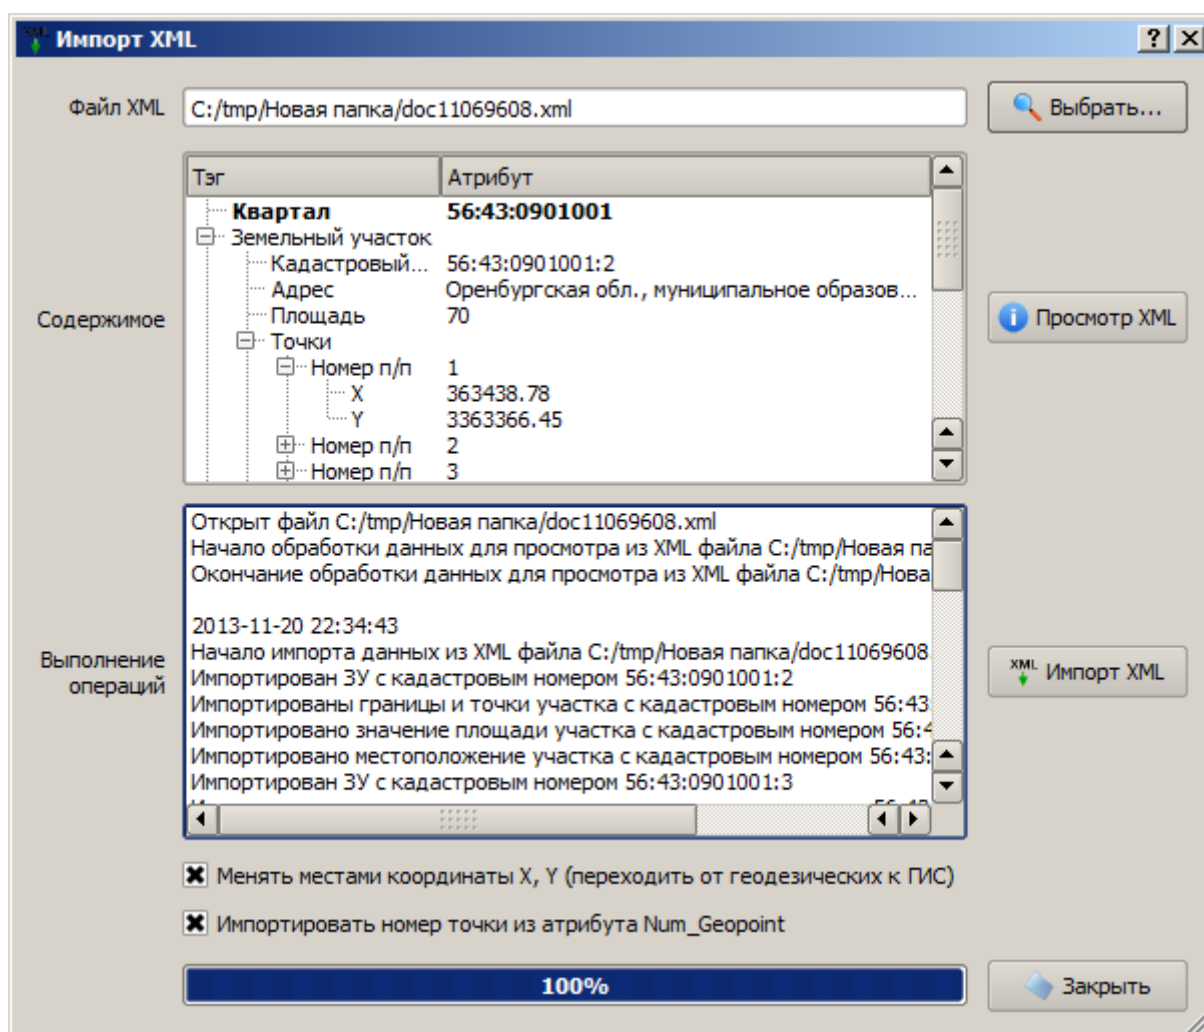 Импорт XML
Файл XML C:/tmp/Новая папка/doc11069608.xml Выбрать...
Тэг Атрибут
Квартал 56:43:0901001
Земельный участок
Кадастровый... 56:43:0901001:2
Адрес Оренбургская обл., муниципальное образов...
Площадь 70
Содержимое
Просмотр XML
Точки
Номер п/п 1
X 363438.78
Y 3363366.45
Номер п/п 2
Номер п/п 3
Открыт файл C:/tmp/Новая папка/doc11069608.xml
Начало обработки данных для просмотра из XML файла C:/tmp/Новая па
Окончание обработки данных для просмотра из XML файла C:/tmp/Нова
2013-11-20 22:34:43
Выполнение
операций
Начало импорта данных из XML файла C:/tmp/Новая папка/doc11069608.
Импортирован ЗУ с кадастровым номером 56:43:0901001:2
XML Импорт XML
Импортированы границы и точки участка с кадастровым номером 56:43
Импортировано значение площади участка с кадастровым номером 56:4
Импортировано местоположение участка с кадастровым номером 56:43:
Импортирован ЗУ с кадастровым номером 56:43:0901001:3
Менять местами координаты X, Y (переходить от геодезических к ГИС)
Импортировать номер точки из атрибута Num_Geopoint
100%
Закрыть